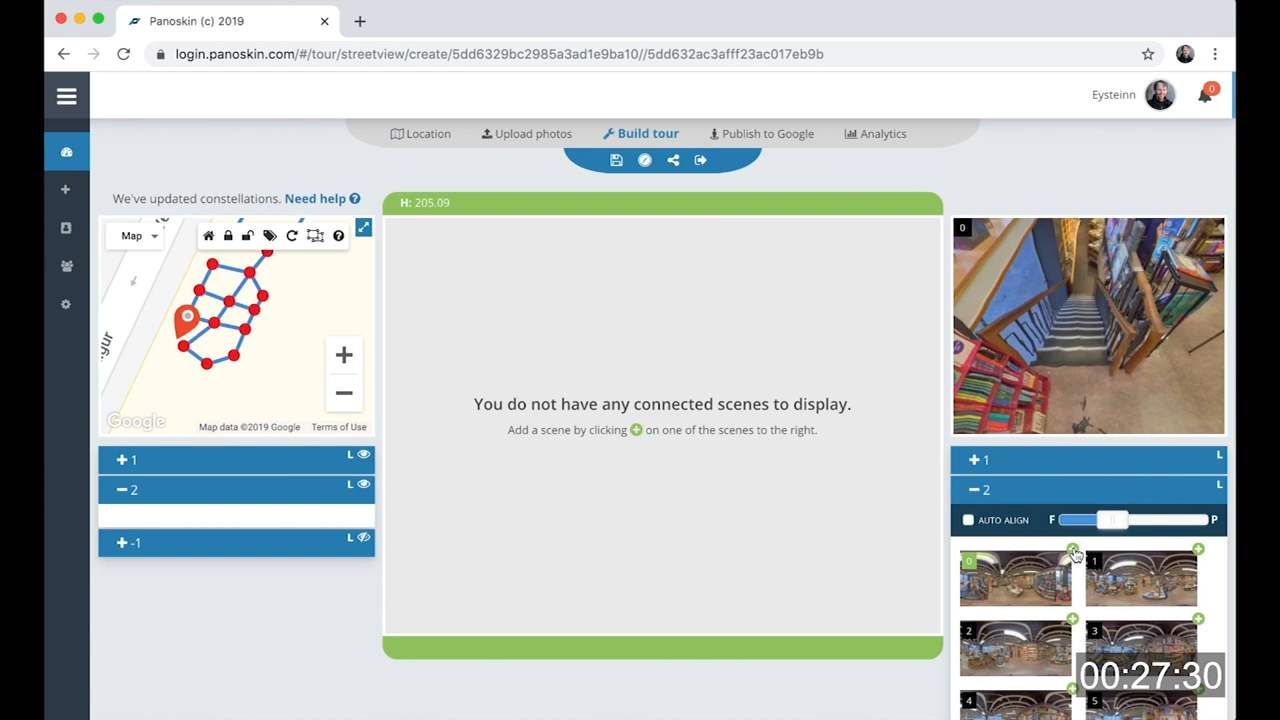 Panoskin (c) 2019
login.panoskin.com/#/tour/streetview/create/5dd6329bc2985a3ad1e9ba10//5dd632ac3afff23ac017eb9b
Eysteinn
0
Location
Upload photos
Build tour
Publish to Google
Analytics
We've updated constellations. Need help
H: 205.09
Map
gur
Google
Map data ©2019 Google
Terms of Use
1
L
2
L
-1
L
You do not have any connected scenes to display.
Add a scene by clicking on one of the scenes to the right.
0
1
L
2
L
AUTO ALIGN
F
P
0
1
2
3
4
5
00:27:30